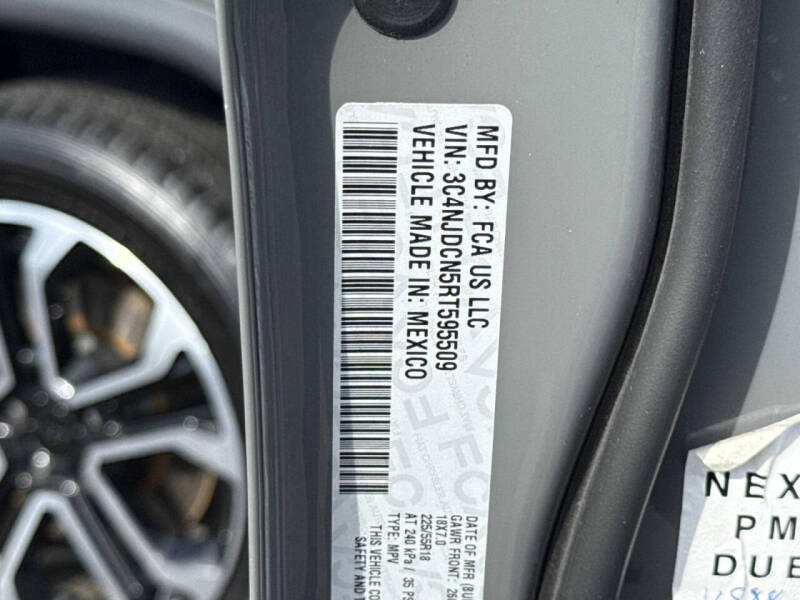 MFD BY: FCA US LLC
VIN: 3C4NJDCN5RT595509
VEHICLE MADE IN: MEXICO
DATE OF MFR
GAWR FRONT:
18X7.0
225/55R18
AT 240 kPa / 35
TYPE: MPV
THIS VEHICLE
SAFETY AND
NEX
PM
DUE